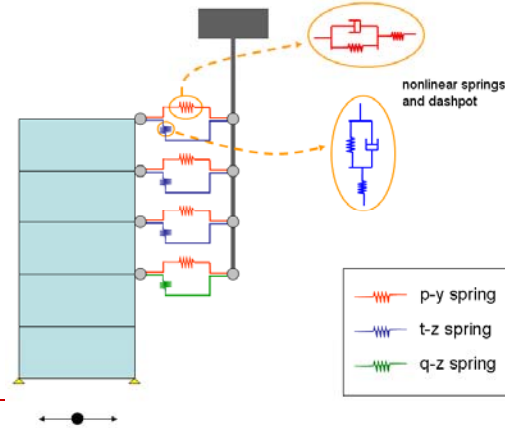 nonlinear springs
and dashpot
p-y spring
t-z spring
q-z spring